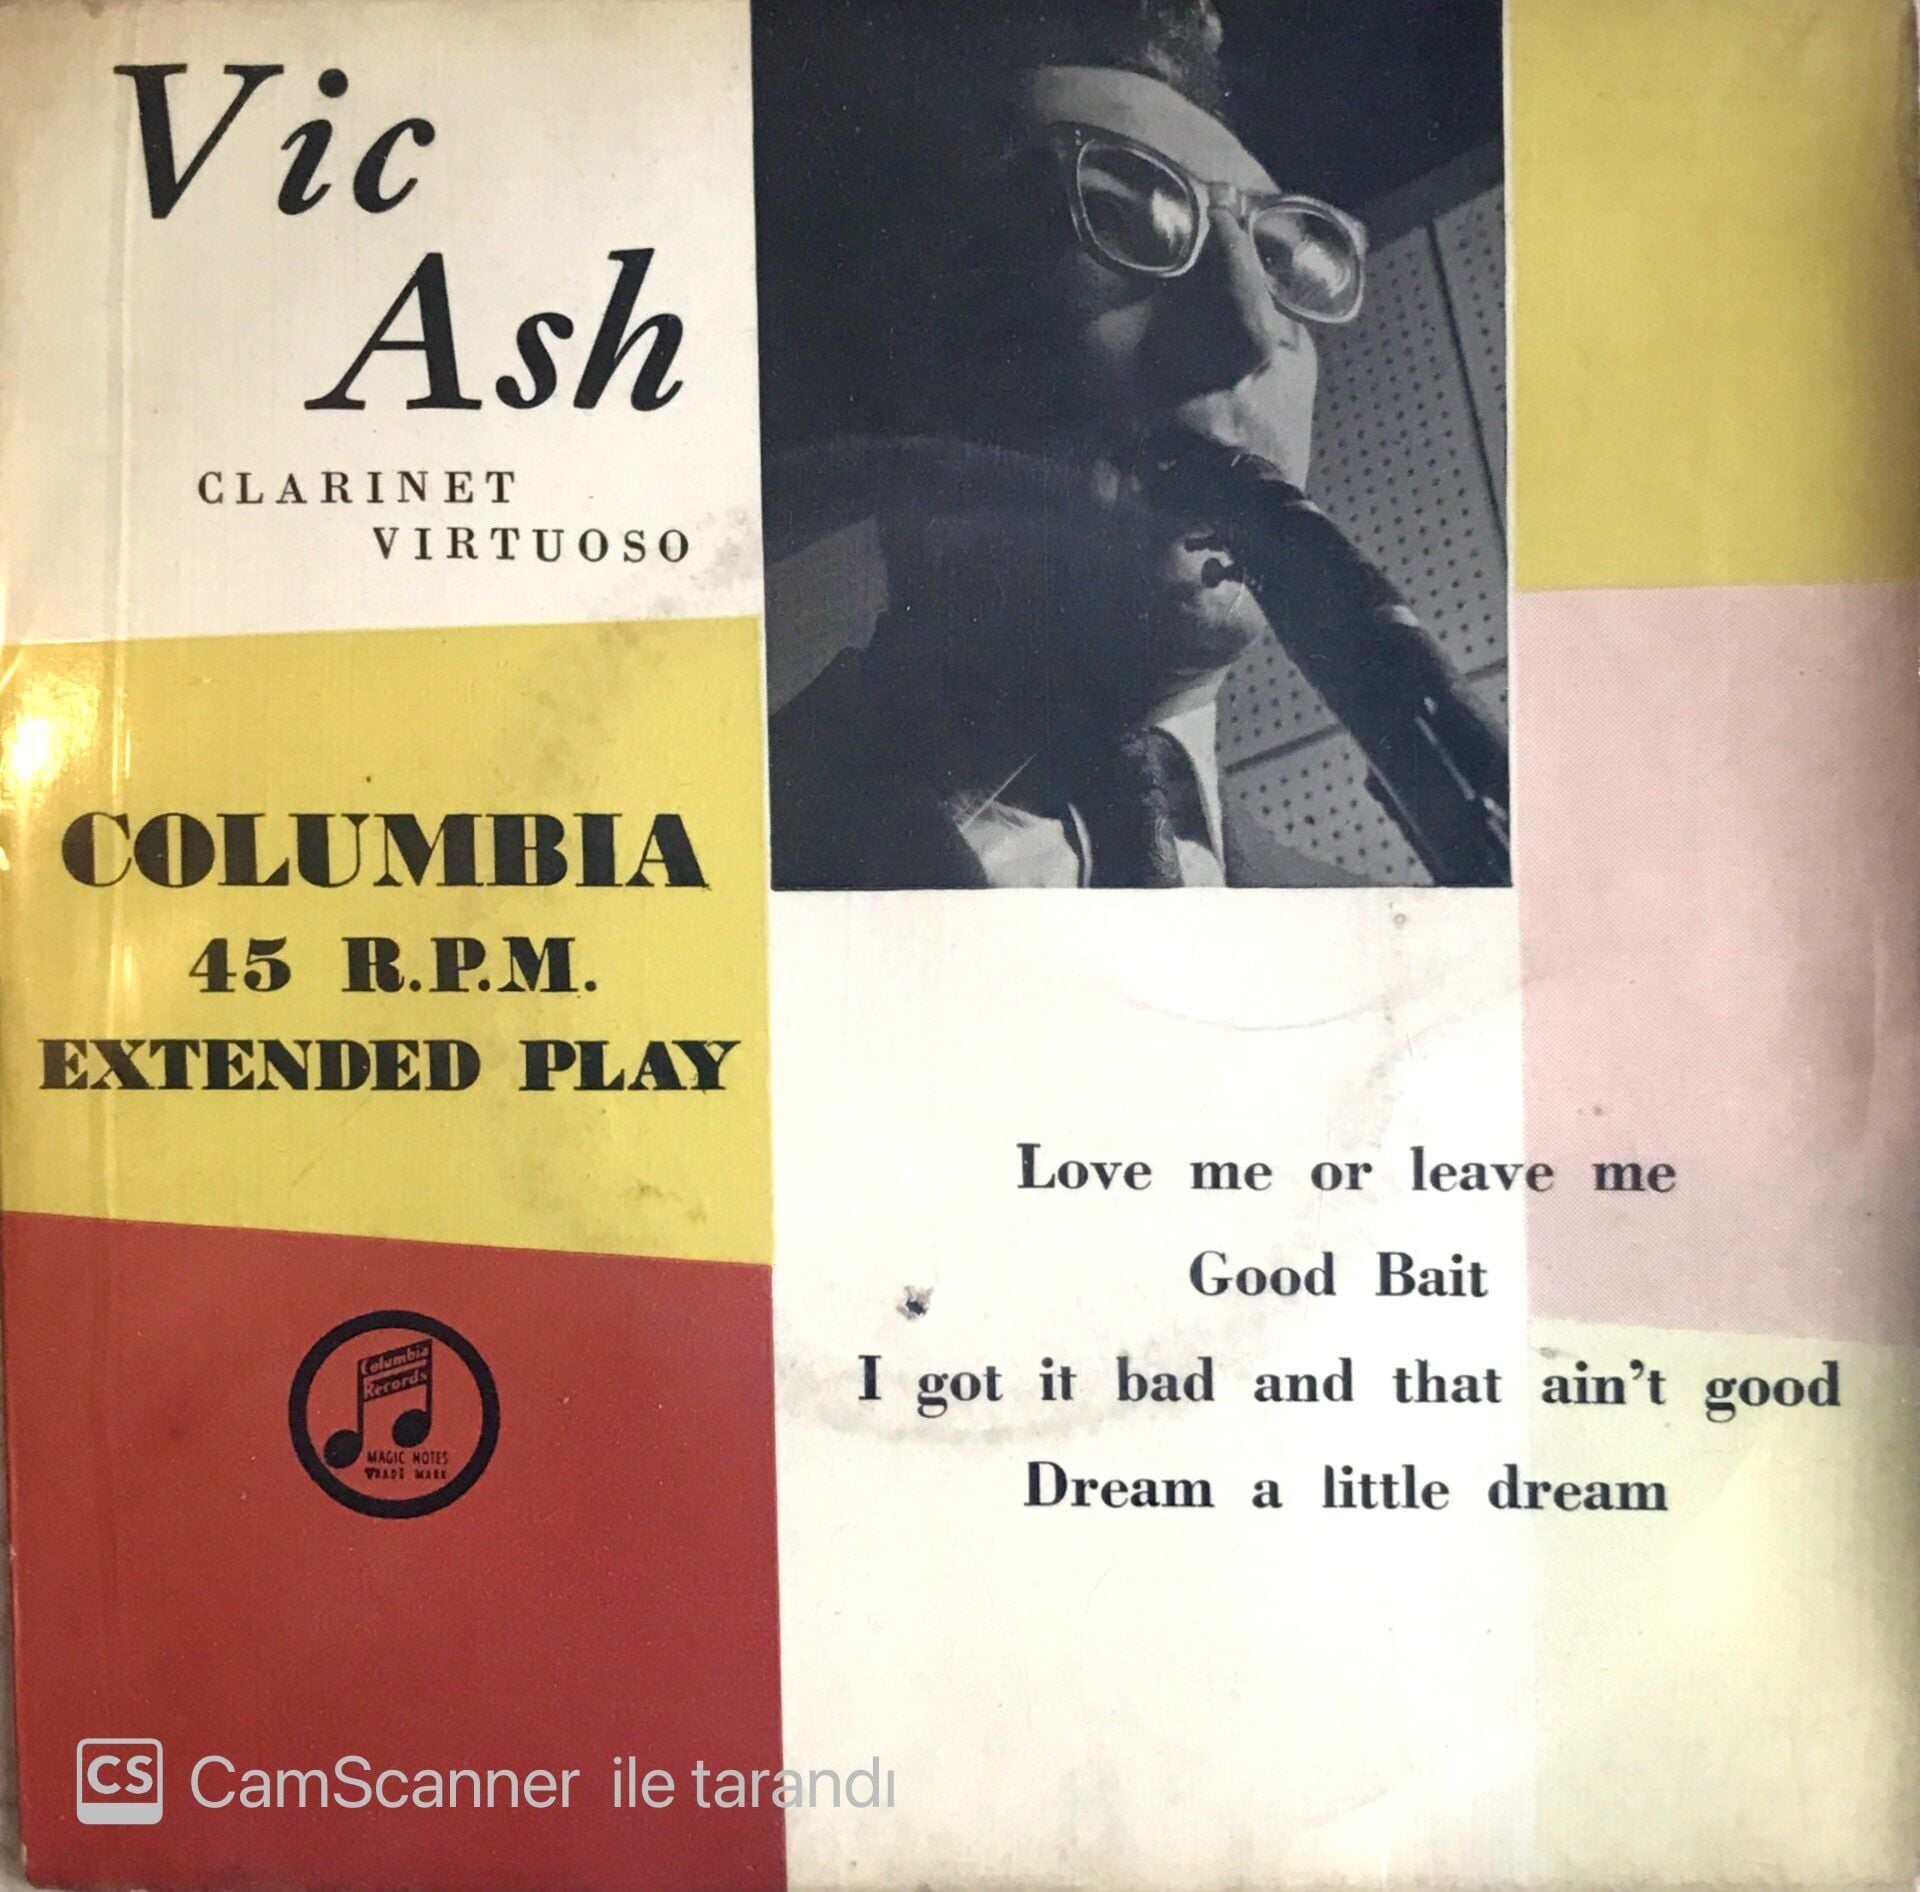 Vic
Ash
CLARINET
VIRTUOSO
COLUMBIA
45 R.P.M.
EXTENDED PLAY
Love me or leave me
Good Bait
I got it bad and that ain't good
Dream a little dream
Columbia
Records
MAGIC NOTES
TRADE MARK
CS CamScanner ile tarandı